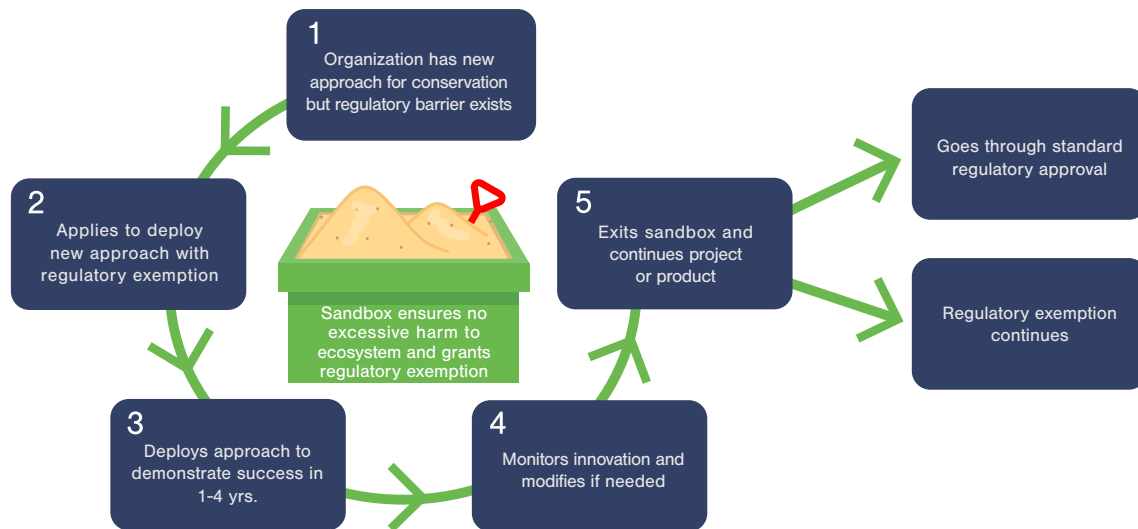 1
Organization has new
approach for conservation
but regulatory barrier exists
2
Applies to deploy
new approach with
regulatory exemption
Sandbox ensures no
excessive harm to
ecosystem and grants
regulatory exemption
3
Deploys approach to
demonstrate success in
1-4 yrs.
4
Monitors innovation and
modifies if needed
5
Exits sandbox and
continues project
or product
Goes through standard
regulatory approval
Regulatory exemption
continues